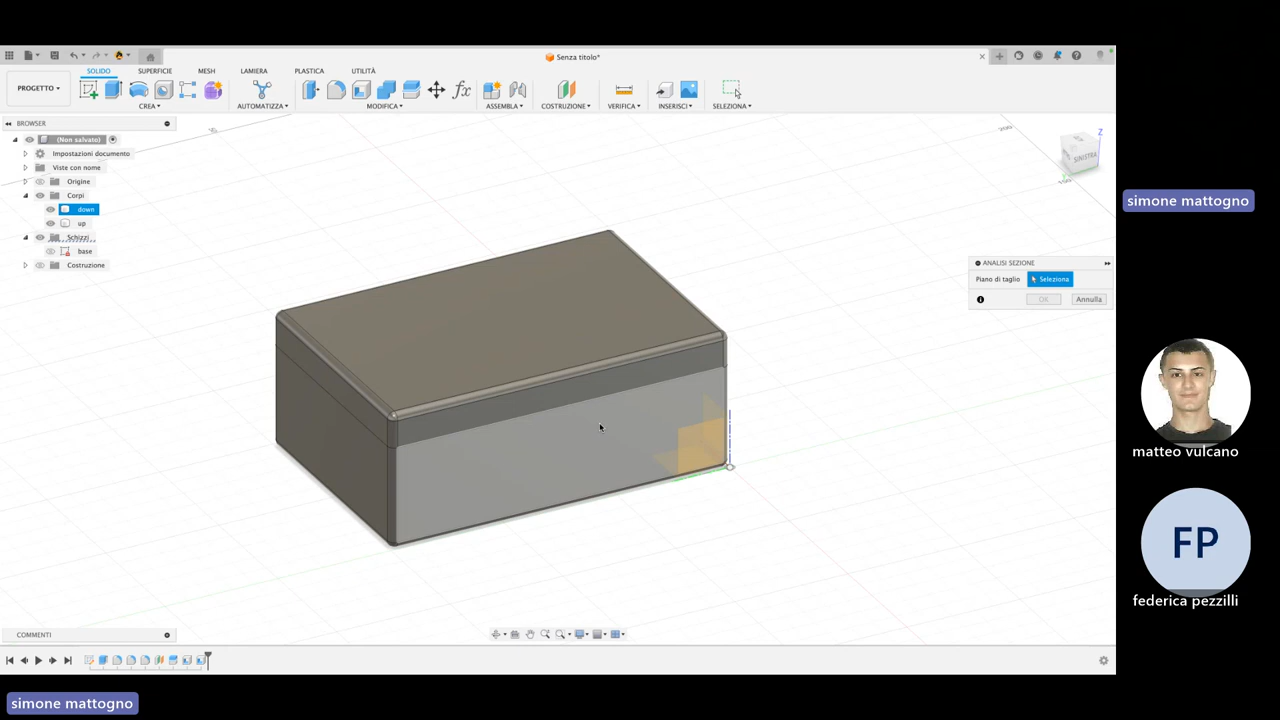 Senza titolo*
PROGETTO
SOLIDO
SUPERFICIE
MESH
LAMIERA
PLASTICA
UTILITÀ
CREA
AUTOMATIZZA
MODIFICA
ASSEMBLA
COSTRUZIONE
VERIFICA
INSERISCI
SELEZIONA
BROWSER
(Non salvato)
Impostazioni documento
Viste con nome
Origine
Corpi
down
up
Schizzi
base
Costruzione
Z
SINISTRA
ANALISI SEZIONE
Piano di taglio
Seleziona
OK
Annulla
COMMENTI
simone mattogno
matteo vulcano
FP
federica pezzilli
simone mattogno